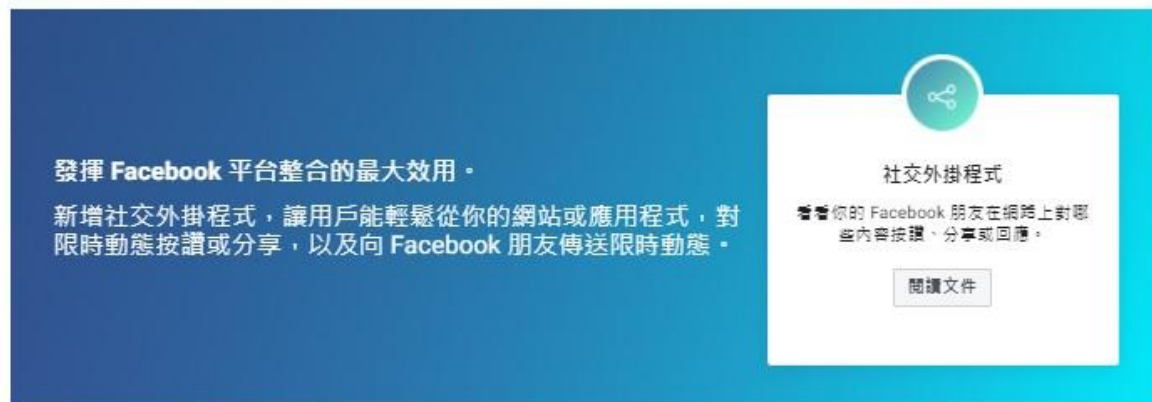 發揮 Facebook 平台整合的最大效用。
新增社交外掛程式，讓用戶能輕鬆從你的網站或應用程式，對
限時動態按讚或分享，以及向 Facebook 朋友傳送限時動態。
社交外掛程式
看看你的 Facebook 朋友在網路上對哪
些內容按讚、分享或回應。
閱讀文件